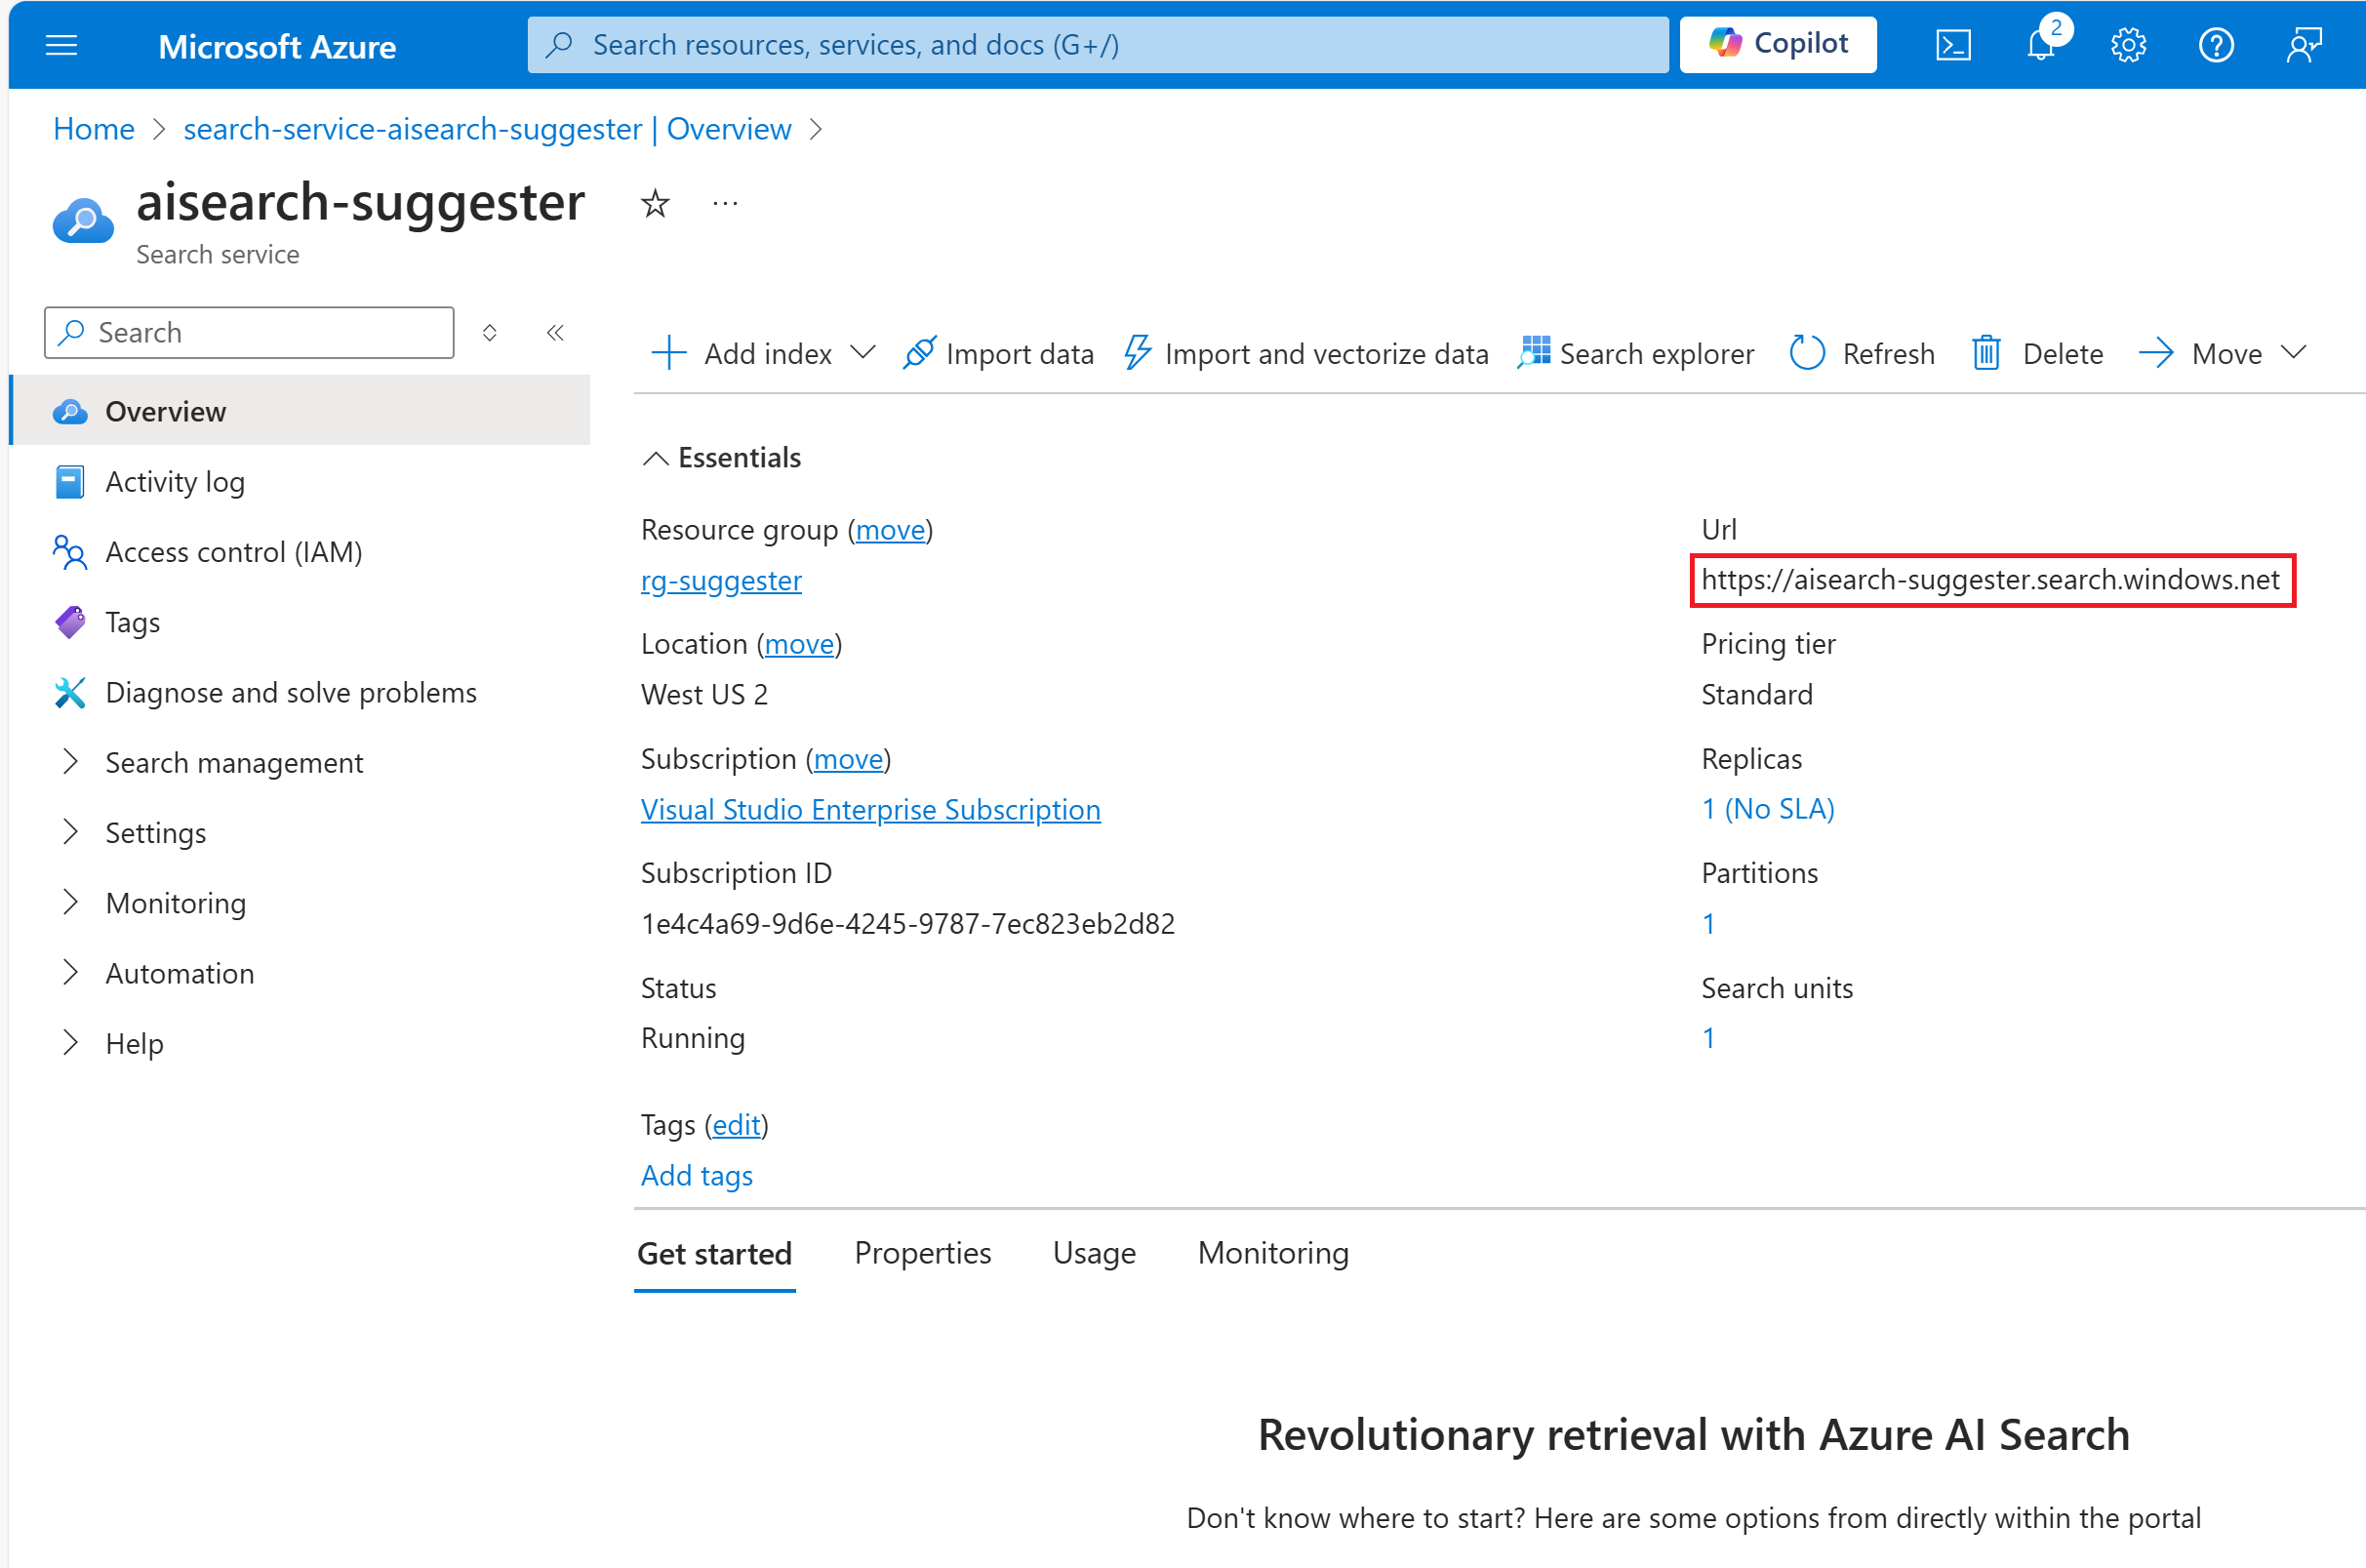 Microsoft Azure
Search resources, services, and docs (G+/)
Copilot
2
Home
search-service-aisearch-suggester | Overview
aisearch-suggester
Search service
Search
Overview
Activity log
Access control (IAM)
Tags
Diagnose and solve problems
Search management
Settings
Monitoring
Automation
Help
Add index
Import data
Import and vectorize data
Search explorer
Refresh
Delete
Move
Essentials
Resource group (move)
rg-suggester
Location (move)
West US 2
Subscription (move)
Visual Studio Enterprise Subscription
Subscription ID
1e4c4a69-9d6e-4245-9787-7ec823eb2d82
Status
Running
Url
https://aisearch-suggester.search.windows.net
Pricing tier
Standard
Replicas
1 (No SLA)
Partitions
1
Search units
1
Tags (edit)
Add tags
Get started
Properties
Usage
Monitoring
Revolutionary retrieval with Azure AI Search
Don't know where to start? Here are some options from directly within the portal